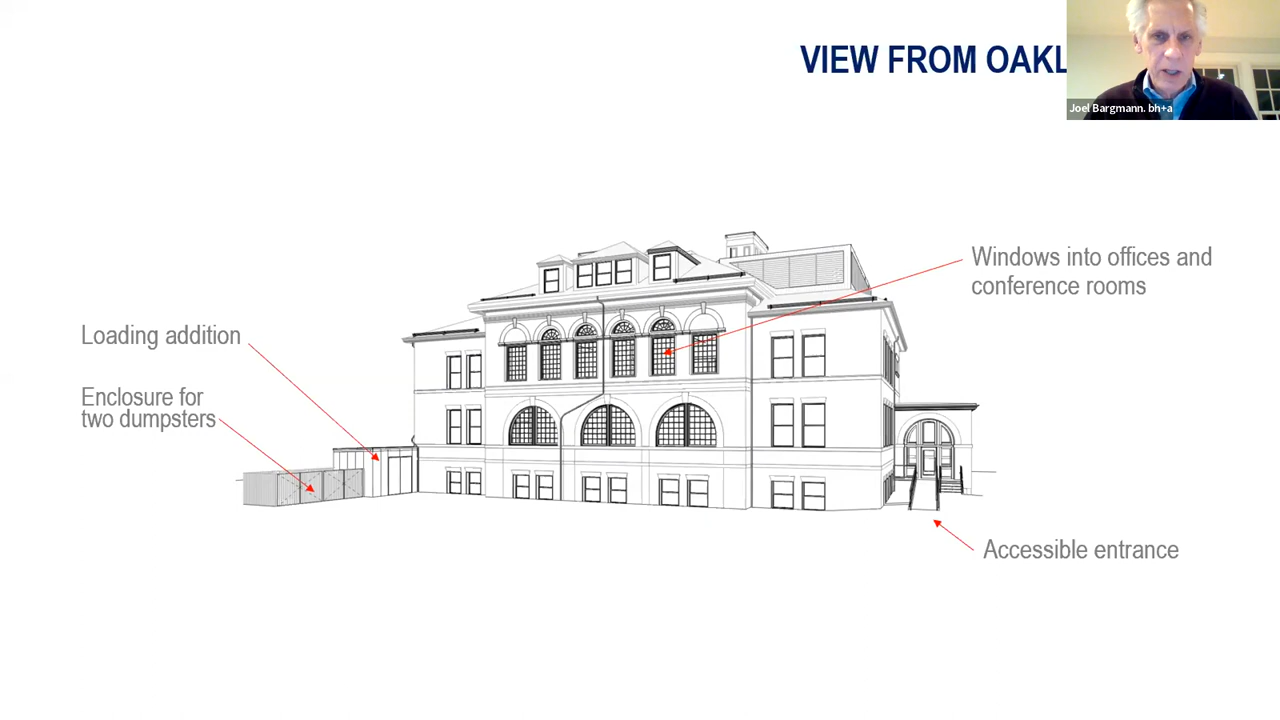 VIEW FROM OAKL
Joel Bargmann. bh+a
Windows into offices and
conference rooms
Loading addition
Enclosure for
two dumpsters
Accessible entrance